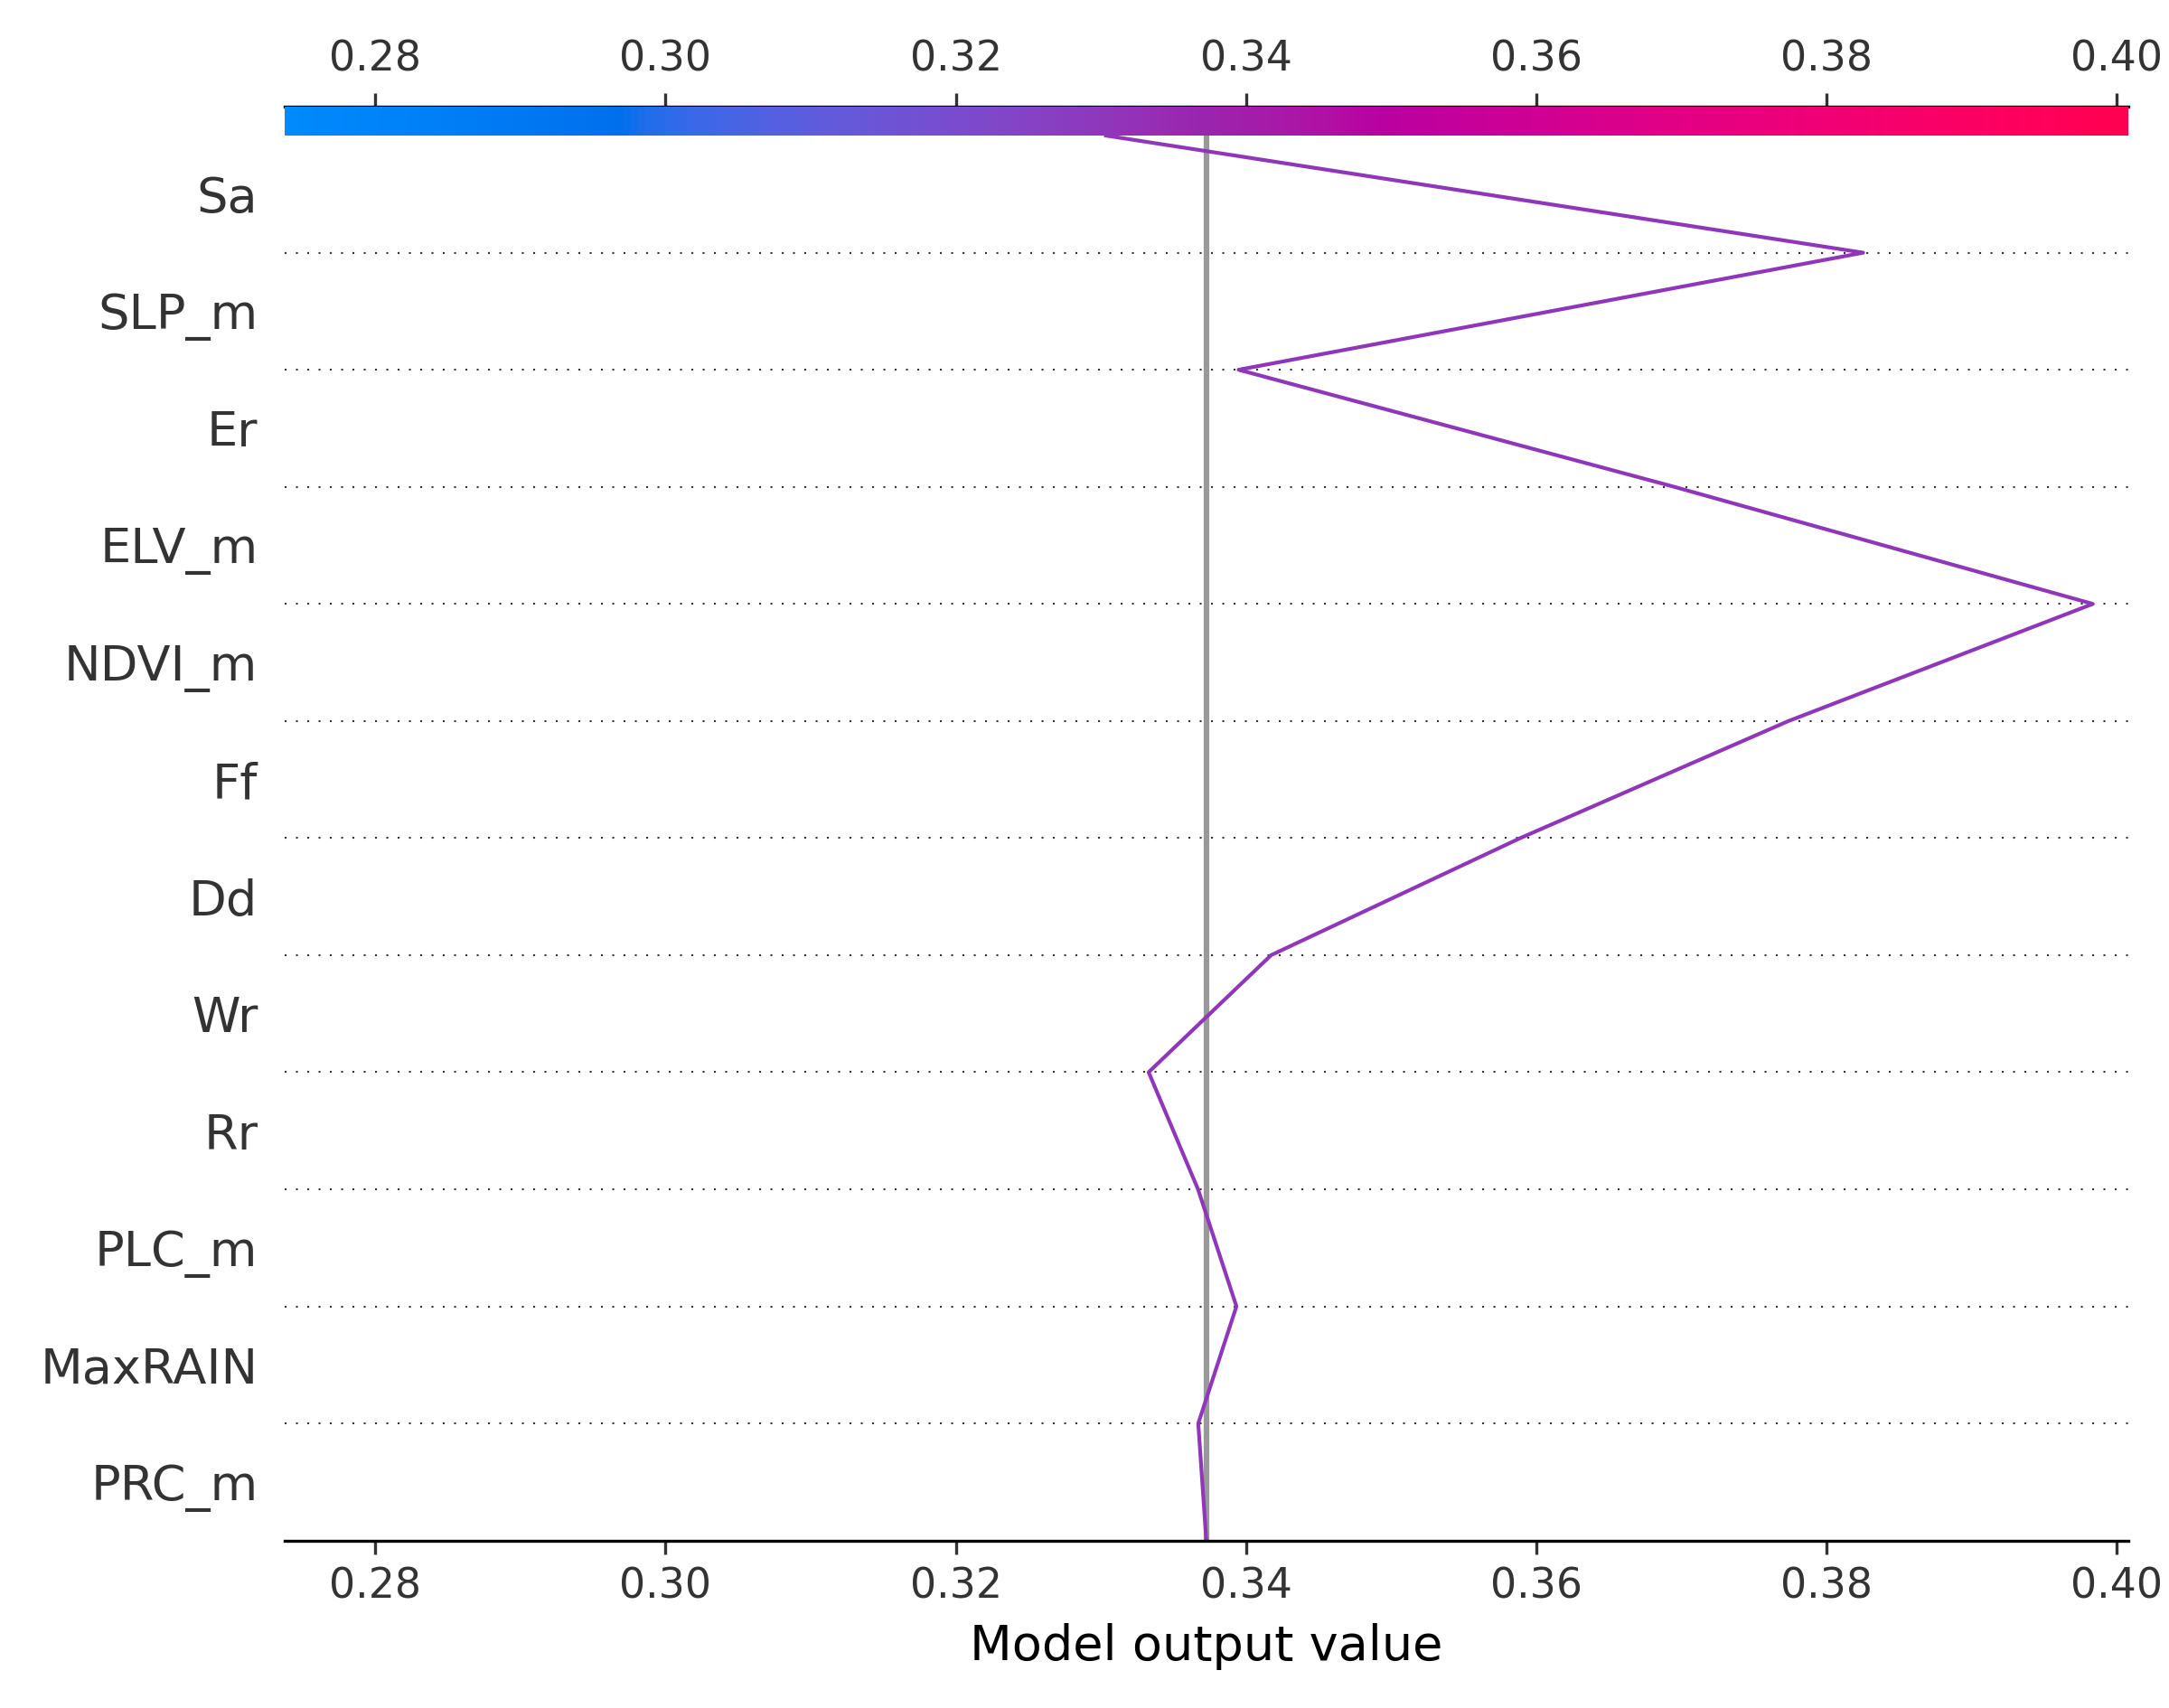 0.28 0.30 0.32 0.34 0.36 0.38 0.40
Sa
SLP_m
Er
ELV_m
NDVI_m
Ff
Dd
Wr
Rr
PLC_m
MaxRAIN
PRC_m
0.28 0.30 0.32 0.34 0.36 0.38 0.40
Model output value